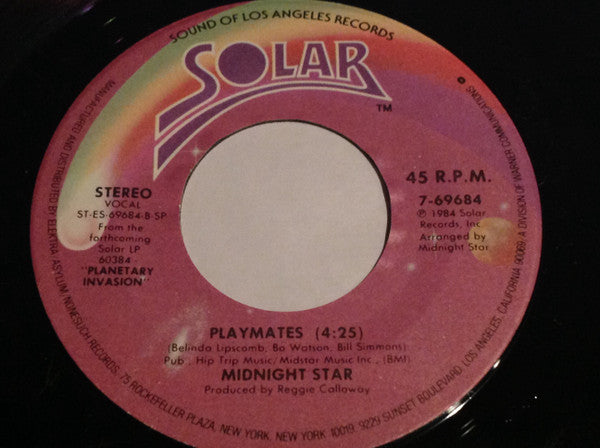 SOUND OF LOS ANGELES RECORDS
SOLAR
TM
STEREO
VOCAL
ST-ES-69684-B-SP
From the
forthcoming
Solar LP
60384 -
"PLANETARY
INVASION"
45 R.P.M.
7-69684
℗ 1984 Solar
Records, Inc.
Arranged by
Midnight Star
PLAYMATES (4:25)
(Belinda Lipscomb, Bo Watson, Bill Simmons)
Pub., Hip Trip Music/Midstar Music Inc., (BMI)
MIDNIGHT STAR
Produced by Reggie Calloway
MANUFACTURED AND DISTRIBUTED BY ELEKTRA/ASYLUM/NONESUCH RECORDS, 75 ROCKEFELLER PLAZA, NEW YORK, NEW YORK 10019, 9229 SUNSET BOULEVARD, LOS ANGELES, CALIFORNIA 90069, A DIVISION OF WARNER COMMUNICATIONS